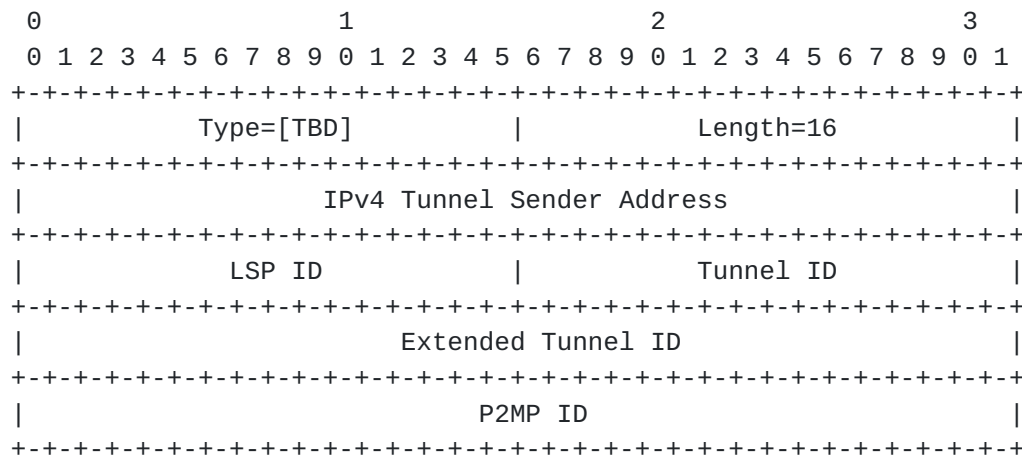 0                   1                   2                   3
 0 1 2 3 4 5 6 7 8 9 0 1 2 3 4 5 6 7 8 9 0 1 2 3 4 5 6 7 8 9 0 1
+-+-+-+-+-+-+-+-+-+-+-+-+-+-+-+-+-+-+-+-+-+-+-+-+-+-+-+-+-+-+-+-+
|           Type=[TBD]          |           Length=16           |
+-+-+-+-+-+-+-+-+-+-+-+-+-+-+-+-+-+-+-+-+-+-+-+-+-+-+-+-+-+-+-+-+
|                   IPv4 Tunnel Sender Address                  |
+-+-+-+-+-+-+-+-+-+-+-+-+-+-+-+-+-+-+-+-+-+-+-+-+-+-+-+-+-+-+-+-+
|             LSP ID            |           Tunnel ID           |
+-+-+-+-+-+-+-+-+-+-+-+-+-+-+-+-+-+-+-+-+-+-+-+-+-+-+-+-+-+-+-+-+
|                        Extended Tunnel ID                     |
+-+-+-+-+-+-+-+-+-+-+-+-+-+-+-+-+-+-+-+-+-+-+-+-+-+-+-+-+-+-+-+-+
|                             P2MP ID                           |
+-+-+-+-+-+-+-+-+-+-+-+-+-+-+-+-+-+-+-+-+-+-+-+-+-+-+-+-+-+-+-+-+